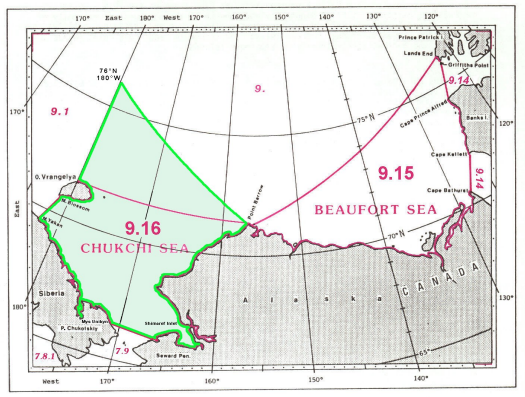 170° East 180° West 160° 150° 140° 130° 120°
Prince Patrick I.
Lands End
Griffiths Point
9.14
76°N
180°W
9.
9.1
170°
75°N
Cape Prince Alfred
Banks I.
120°
Cape Kellett
9.15
9.14
O. Vrangelya
Cape Bathurst
M. Blossom
East
Point Barrow
BEAUFORT SEA
M. Yakan
9.16
CHUKCHI SEA
70°N
CANADA
Siberia
Alaska
180°
130°
Mys Unikyn
Shishmaref Inlet
P. Chukotskiy
7.8.1
7.9
Seward Pen.
65°
West 170° 160° 150° 140°